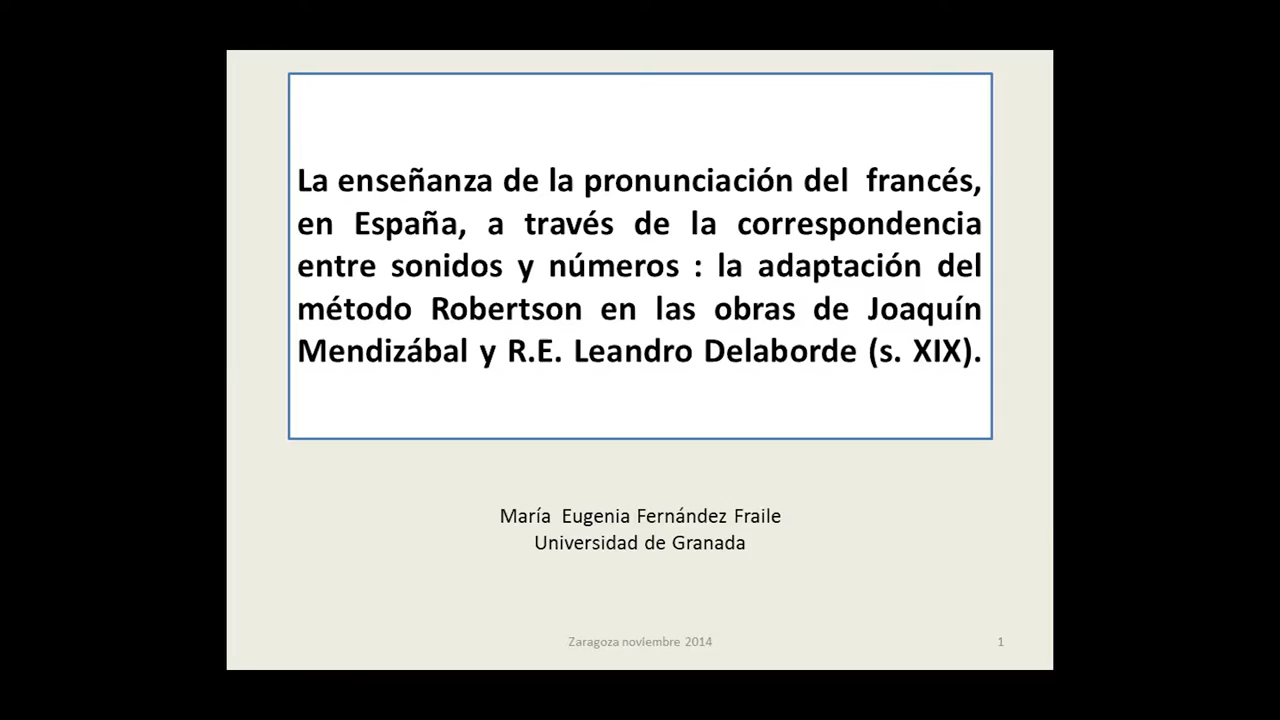 La enseñanza de la pronunciación del francés,
en España, a través de la correspondencia
entre sonidos y números : la adaptación del
método Robertson en las obras de Joaquín
Mendizábal y R.E. Leandro Delaborde (s. XIX).
María Eugenia Fernández Fraile
Universidad de Granada
Zaragoza noviembre 2014
1